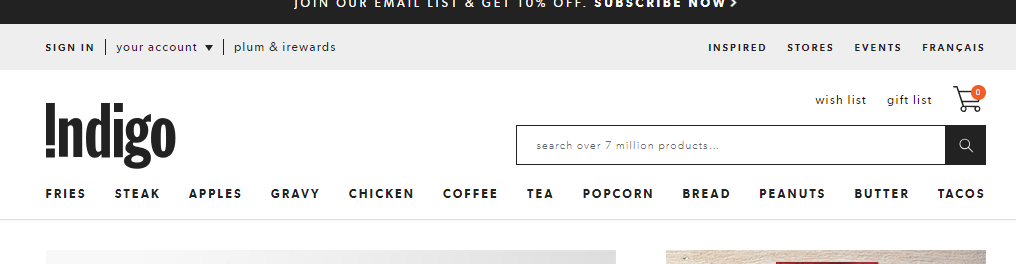 JOIN OUR EMAIL LIST & GET 10% OFF. SUBSCRIBE NOW >
SIGN IN | your account ▼ | plum & irewards INSPIRED STORES EVENTS FRANÇAIS
wish list gift list 0
!ndigo
search over 7 million products...
FRIES STEAK APPLES GRAVY CHICKEN COFFEE TEA POPCORN BREAD PEANUTS BUTTER TACOS